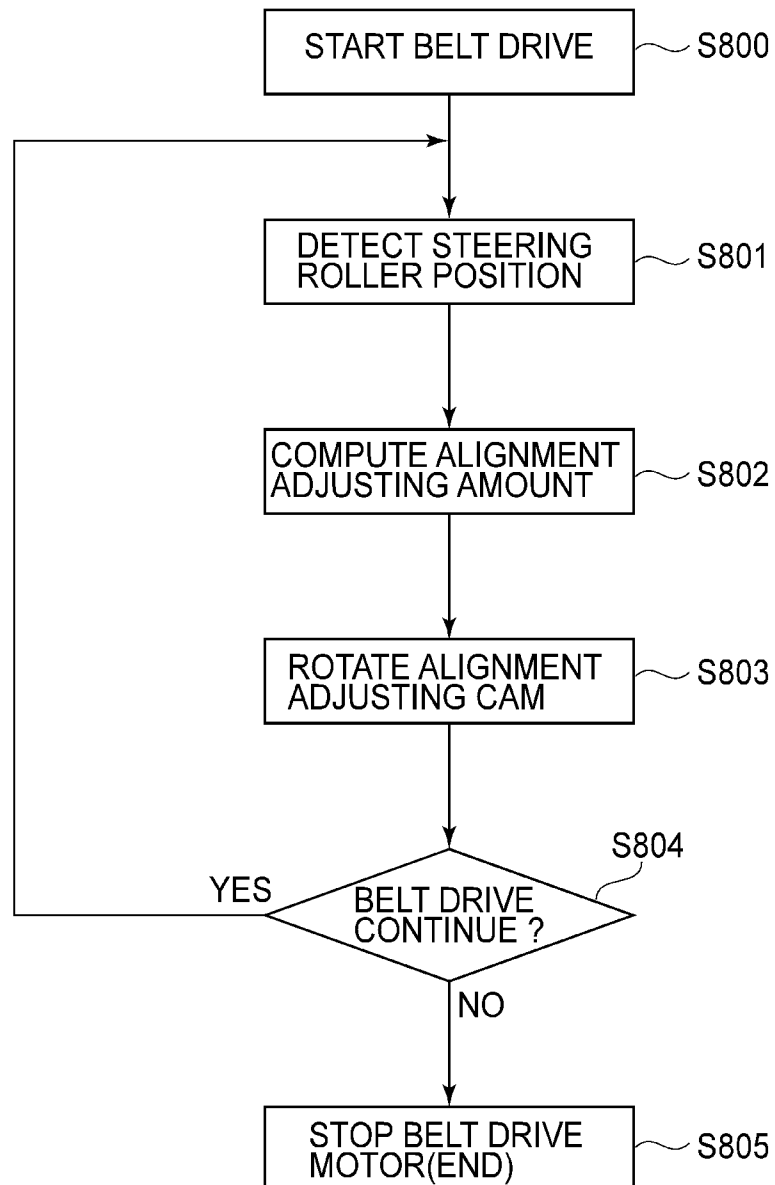 START BELT DRIVE
S800
DETECT STEERING
ROLLER POSITION
S801
COMPUTE ALIGNMENT
ADJUSTING AMOUNT
S802
ROTATE ALIGNMENT
ADJUSTING CAM
S803
S804
YES
BELT DRIVE
CONTINUE ?
NO
STOP BELT DRIVE
MOTOR(END)
S805